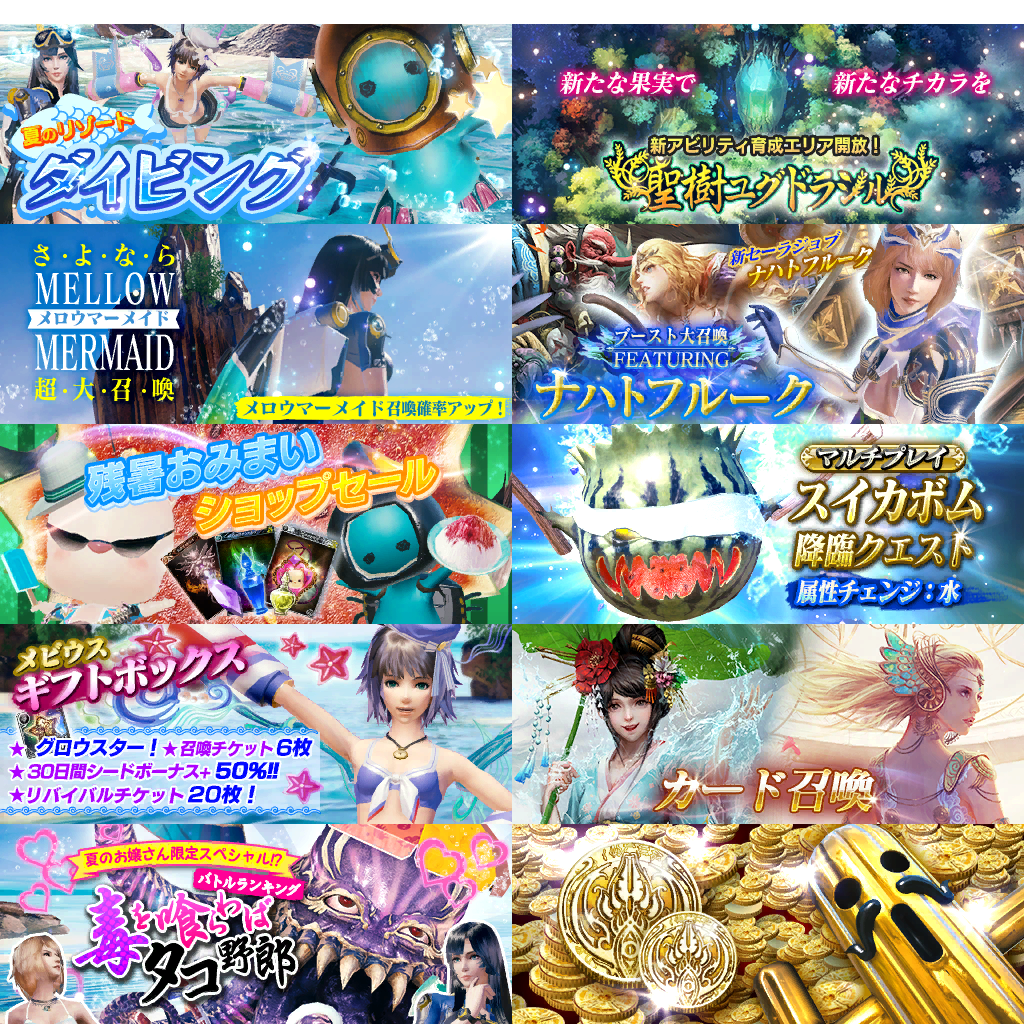 夏のリゾート
ダイビング
新たな果実で 新たなチカラを
新アビリティ育成エリア開放！
聖樹ユグドラシル
さ・よ・な・ら
MELLOW
メロウマーメイド
MERMAID
超・大・召・喚
メロウマーメイド召喚確率アップ！
新セーラジョブ
ナハトフルーク
ブースト大召喚
FEATURING
ナハトフルーク
残暑おみまい
ショップセール
マルチプレイ
スイカボム
降臨クエスト
属性チェンジ：水
メビウス
ギフトボックス
★ グロウスター！★召喚チケット 6枚
★30日間シードボーナス+ 50%!!
★リバイバルチケット 20枚！
カード召喚
夏のお嬢さん限定スペシャル!?
バトルランキング
毒を喰らわば
タコ野郎